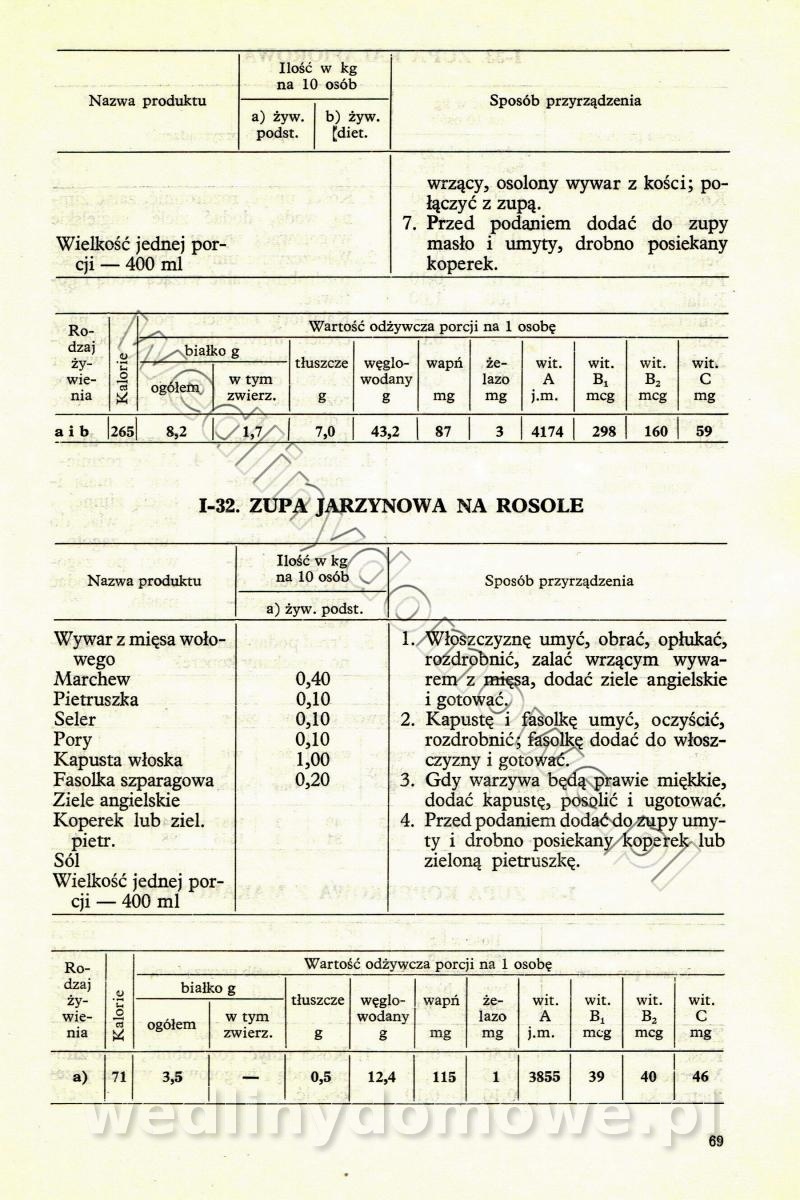 Nazwa produktu
Ilość w kg
na 10 osób
a) żyw.
podst.
b) żyw.
[diet.
Sposób przyrządzenia
wrzący, osolony wywar z kości; po-
łączyć z zupą.
7. Przed podaniem dodać do zupy
masło i umyty, drobno posiekany
koperek.
Wielkość jednej por-
cji — 400 ml
Ro-
dzaj
ży-
wie-
nia
Kalorie
Wartość odżywcza porcji na 1 osobę
białko g
ogółem
w tym
zwierz.
tłuszcze
g
węglo-
wodany
g
wapń
mg
że-
lazo
mg
wit.
A
j.m.
wit.
B₁
mcg
wit.
B₂
mcg
wit.
C
mg
a i b 265 8,2 1,7 7,0 43,2 87 3 4174 298 160 59
I-32. ZUPA JARZYNOWA NA ROSOLE
Nazwa produktu
Ilość w kg
na 10 osób
a) żyw. podst.
Sposób przyrządzenia
Wywar z mięsa woło-
wego
Marchew 0,40
Pietruszka 0,10
Seler 0,10
Pory 0,10
Kapusta włoska 1,00
Fasolka szparagowa 0,20
Ziele angielskie
Koperek lub ziel.
pietr.
Sól
Wielkość jednej por-
cji — 400 ml
1. Włoszczyznę umyć, obrać, opłukać,
rozdrobnić, zalać wrzącym wywa-
rem z mięsa, dodać ziele angielskie
i gotować.
2. Kapustę i fasolkę umyć, oczyścić,
rozdrobnić; fasolkę dodać do włosz-
czyzny i gotować.
3. Gdy warzywa będą prawie miękkie,
dodać kapustę, posolić i ugotować.
4. Przed podaniem dodać do zupy umy-
ty i drobno posiekany koperek lub
zieloną pietruszkę.
Ro-
dzaj
ży-
wie-
nia
Kalorie
Wartość odżywcza porcji na 1 osobę
białko g
ogółem
w tym
zwierz.
tłuszcze
g
węglo-
wodany
g
wapń
mg
że-
lazo
mg
wit.
A
j.m.
wit.
B₁
mcg
wit.
B₂
mcg
wit.
C
mg
a) 71 3,5 — 0,5 12,4 115 1 3855 39 40 46
wedlinydomowe.pl
wedlinydomowe.pl
69